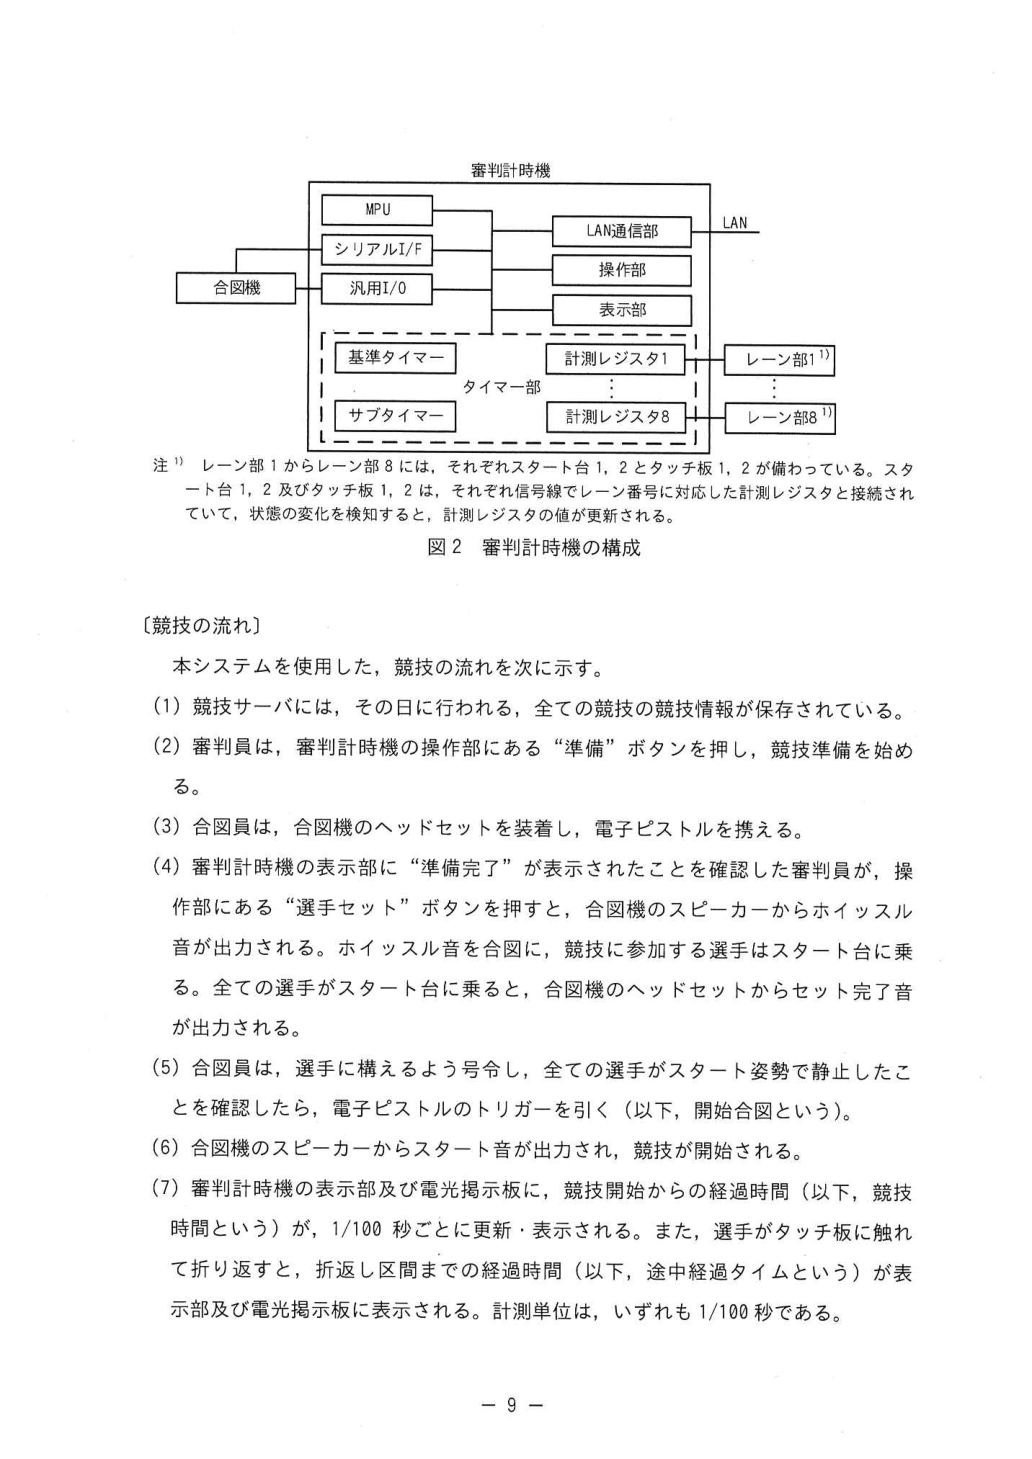 審判計時機
MPU
LAN通信部
LAN
シリアルI/F
操作部
合図機
汎用I/O
表示部
基準タイマー
計測レジスタ1
レーン部1 1)
タイマー部
⋮
⋮
サブタイマー
計測レジスタ8
レーン部8 1)
注 1) レーン部 1 からレーン部 8 には，それぞれスタート台 1，2 とタッチ板 1，2 が備わっている。スタ
ート台 1，2 及びタッチ板 1，2 は，それぞれ信号線でレーン番号に対応した計測レジスタと接続され
ていて，状態の変化を検知すると，計測レジスタの値が更新される。
図 2 審判計時機の構成
〔競技の流れ〕
本システムを使用した，競技の流れを次に示す。
(1) 競技サーバには，その日に行われる，全ての競技の競技情報が保存されている。
(2) 審判員は，審判計時機の操作部にある“準備”ボタンを押し，競技準備を始め
る。
(3) 合図員は，合図機のヘッドセットを装着し，電子ピストルを携える。
(4) 審判計時機の表示部に“準備完了”が表示されたことを確認した審判員が，操
作部にある“選手セット”ボタンを押すと，合図機のスピーカーからホイッスル
音が出力される。ホイッスル音を合図に，競技に参加する選手はスタート台に乗
る。全ての選手がスタート台に乗ると，合図機のヘッドセットからセット完了音
が出力される。
(5) 合図員は，選手に構えるよう号令し，全ての選手がスタート姿勢で静止したこ
とを確認したら，電子ピストルのトリガーを引く（以下，開始合図という）。
(6) 合図機のスピーカーからスタート音が出力され，競技が開始される。
(7) 審判計時機の表示部及び電光掲示板に，競技開始からの経過時間（以下，競技
時間という）が，1/100 秒ごとに更新・表示される。また，選手がタッチ板に触れ
て折り返すと，折返し区間までの経過時間（以下，途中経過タイムという）が表
示部及び電光掲示板に表示される。計測単位は，いずれも 1/100 秒である。
－ 9 －